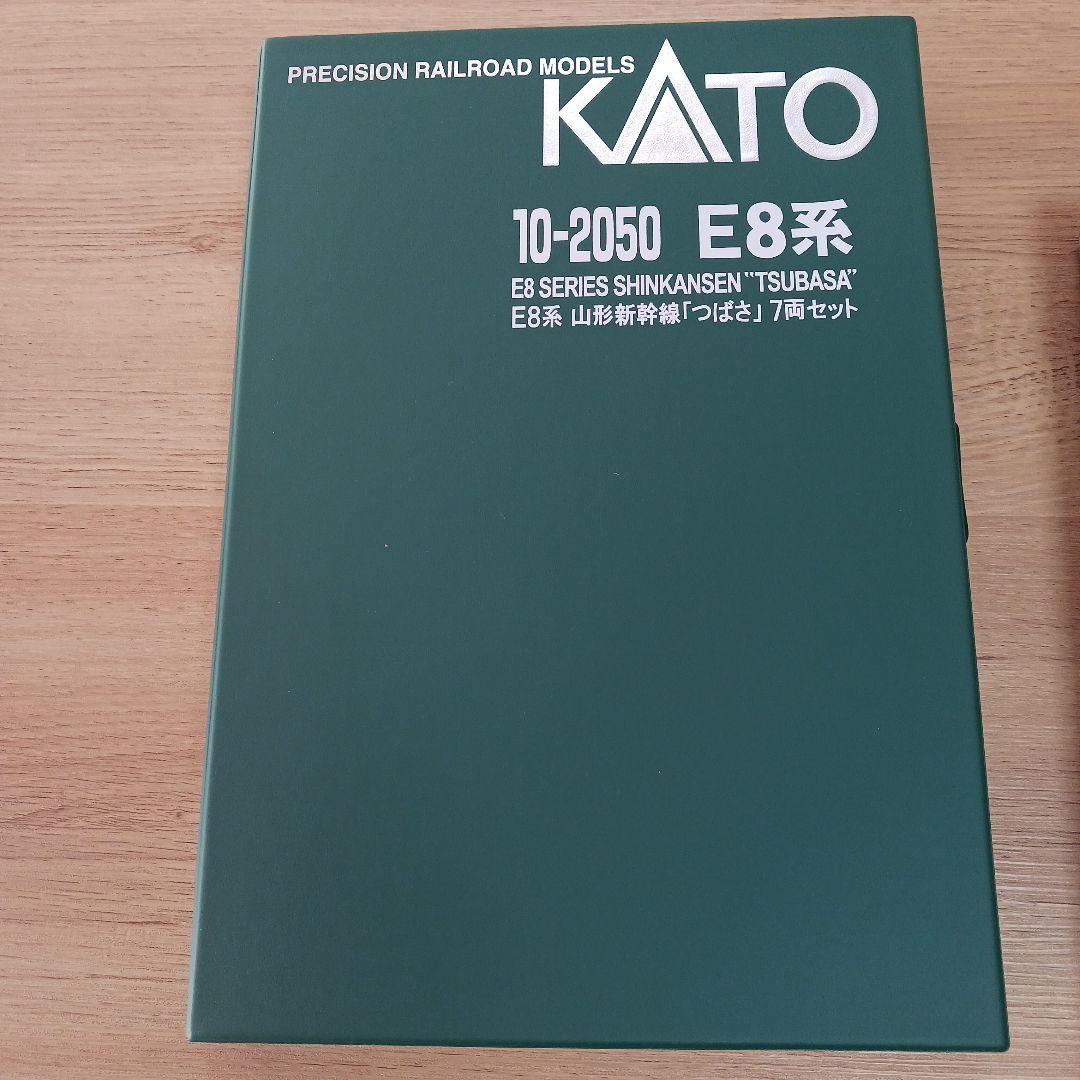 PRECISION RAILROAD MODELS
KATO
10-2050 E8系
E8 SERIES SHINKANSEN "TSUBASA"
E8系 山形新幹線「つばさ」7両セット